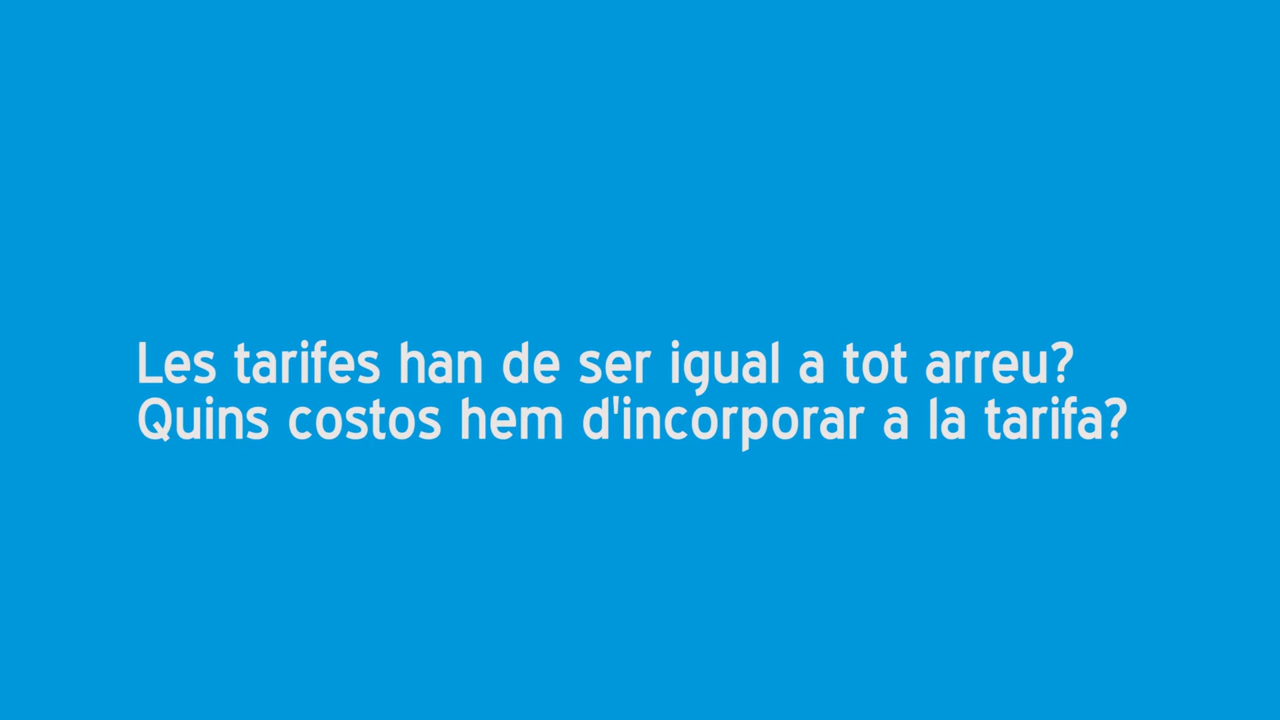 Les tarifes han de ser igual a tot arreu?
Quins costos hem d'incorporar a la tarifa?